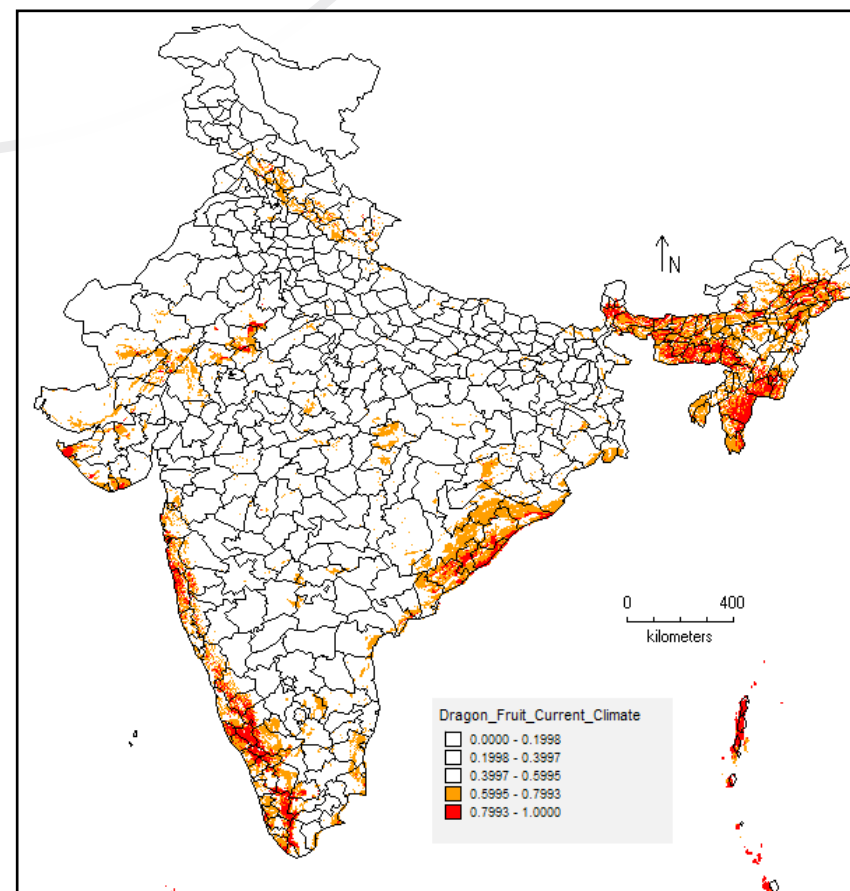 N
0 400
kilometers
Dragon_Fruit_Current_Climate
0.0000 - 0.1998
0.1998 - 0.3997
0.3997 - 0.5995
0.5995 - 0.7993
0.7993 - 1.0000